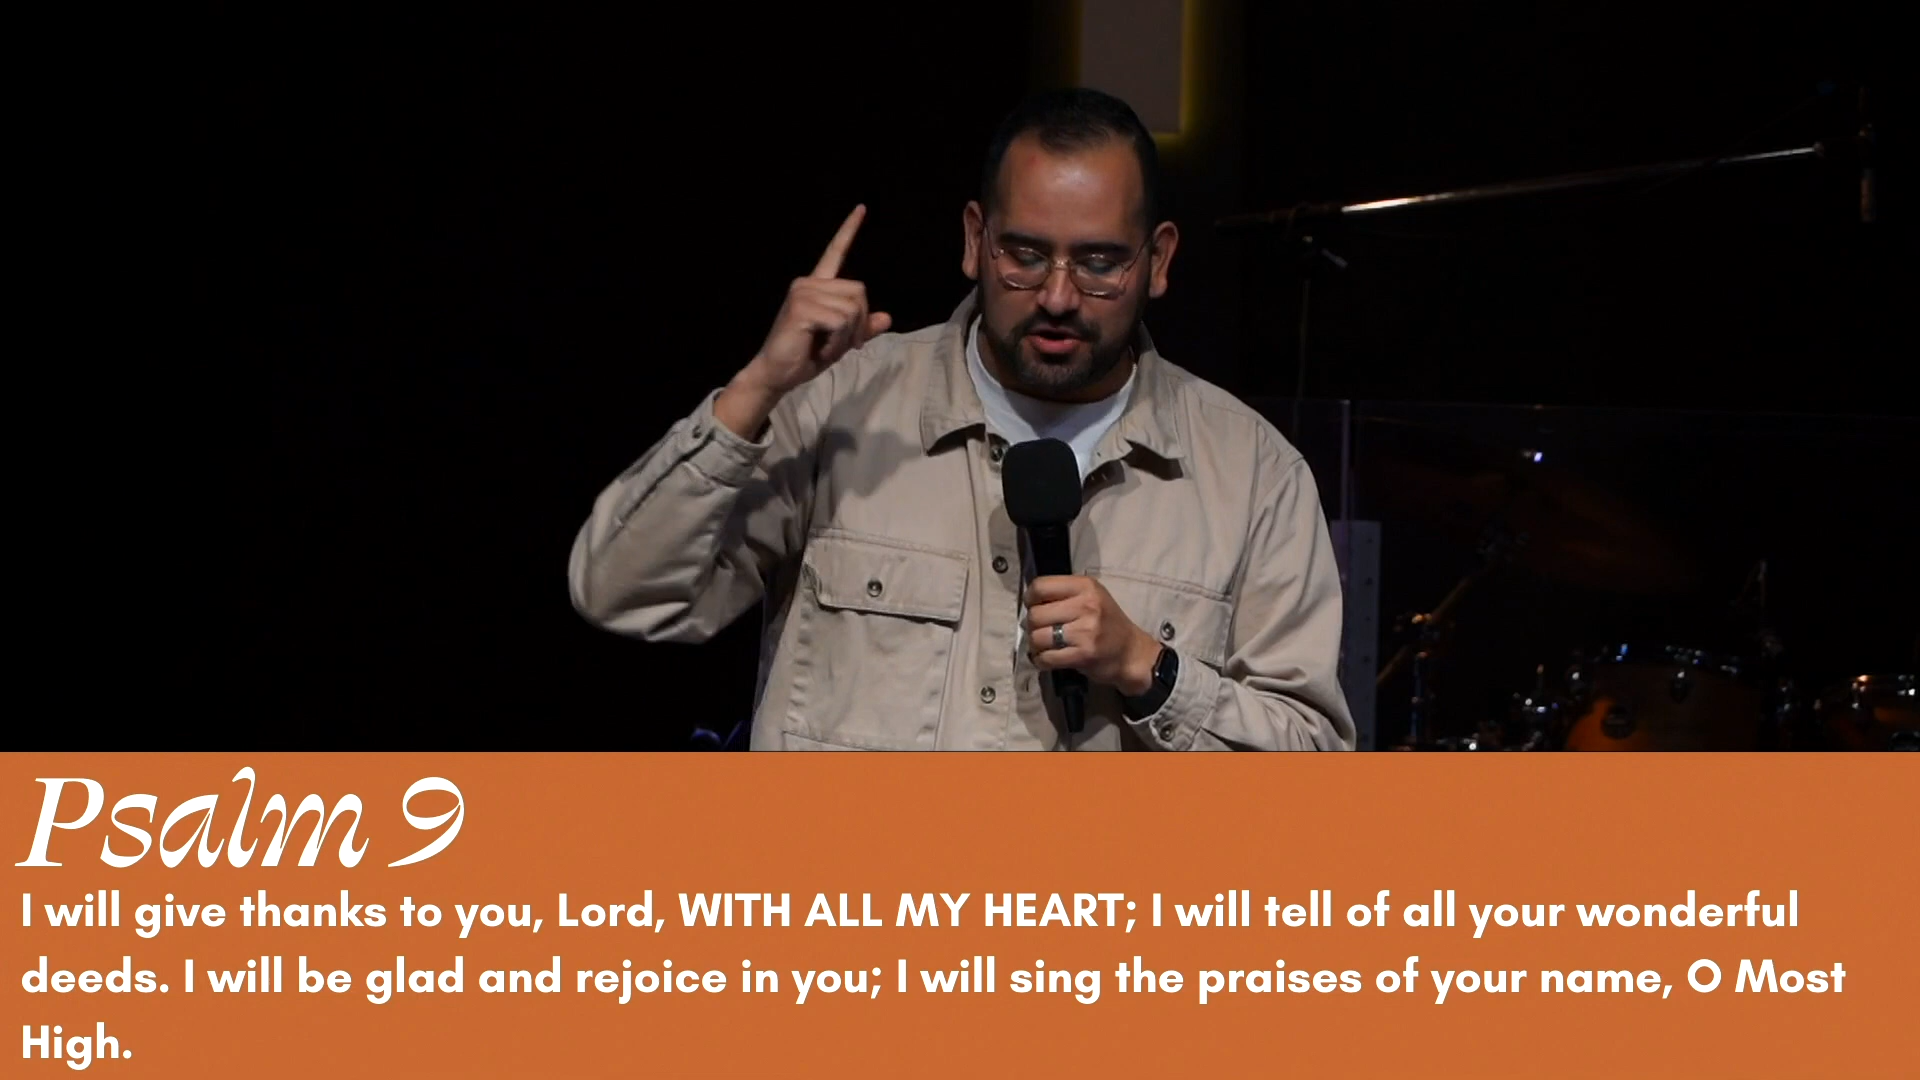 Psalm 9
I will give thanks to you, Lord, WITH ALL MY HEART; I will tell of all your wonderful
deeds. I will be glad and rejoice in you; I will sing the praises of your name, O Most
High.